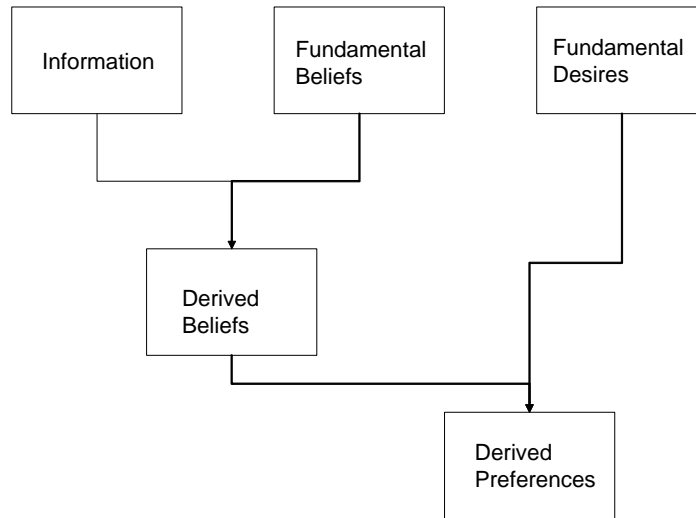 Information
Fundamental
Beliefs
Fundamental
Desires
Derived
Beliefs
Derived
Preferences